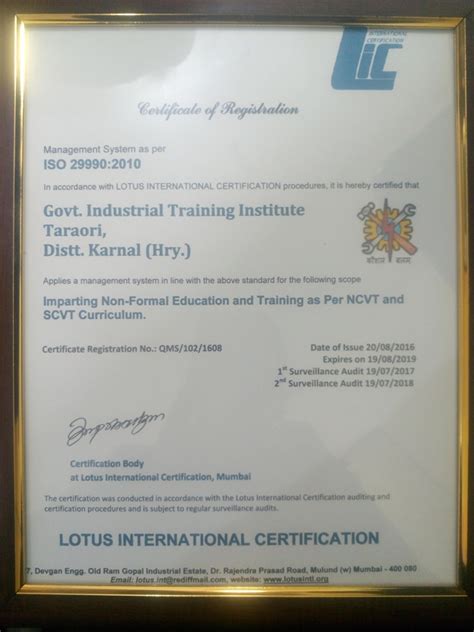 INTERNATIONAL
CERTIFICATION
LIC
Certificate of Registration
Management System as per
ISO 29990:2010
In accordance with LOTUS INTERNATIONAL CERTIFICATION procedures, it is hereby certified that
Govt. Industrial Training Institute
Taraori,
Distt. Karnal (Hry.)
कौशलम् बलम्
Applies a management system in line with the above standard for the following scope
Imparting Non-Formal Education and Training as Per NCVT and
SCVT Curriculum.
Certificate Registration No.: QMS/102/1608
Date of Issue 20/08/2016
Expires on 19/08/2019
1st Surveillance Audit 19/07/2017
2nd Surveillance Audit 19/07/2018
Certification Body
at Lotus International Certification, Mumbai
The certification was conducted in accordance with the Lotus International Certification auditing and
certification procedures and is subject to regular surveillance audits.
LOTUS INTERNATIONAL CERTIFICATION
7, Devgan Engg. Old Ram Gopal Industrial Estate, Dr. Rajendra Prasad Road, Mulund (w) Mumbai - 400 080
Email: lotus.int@rediffmail.com, website: www.lotusintl.org